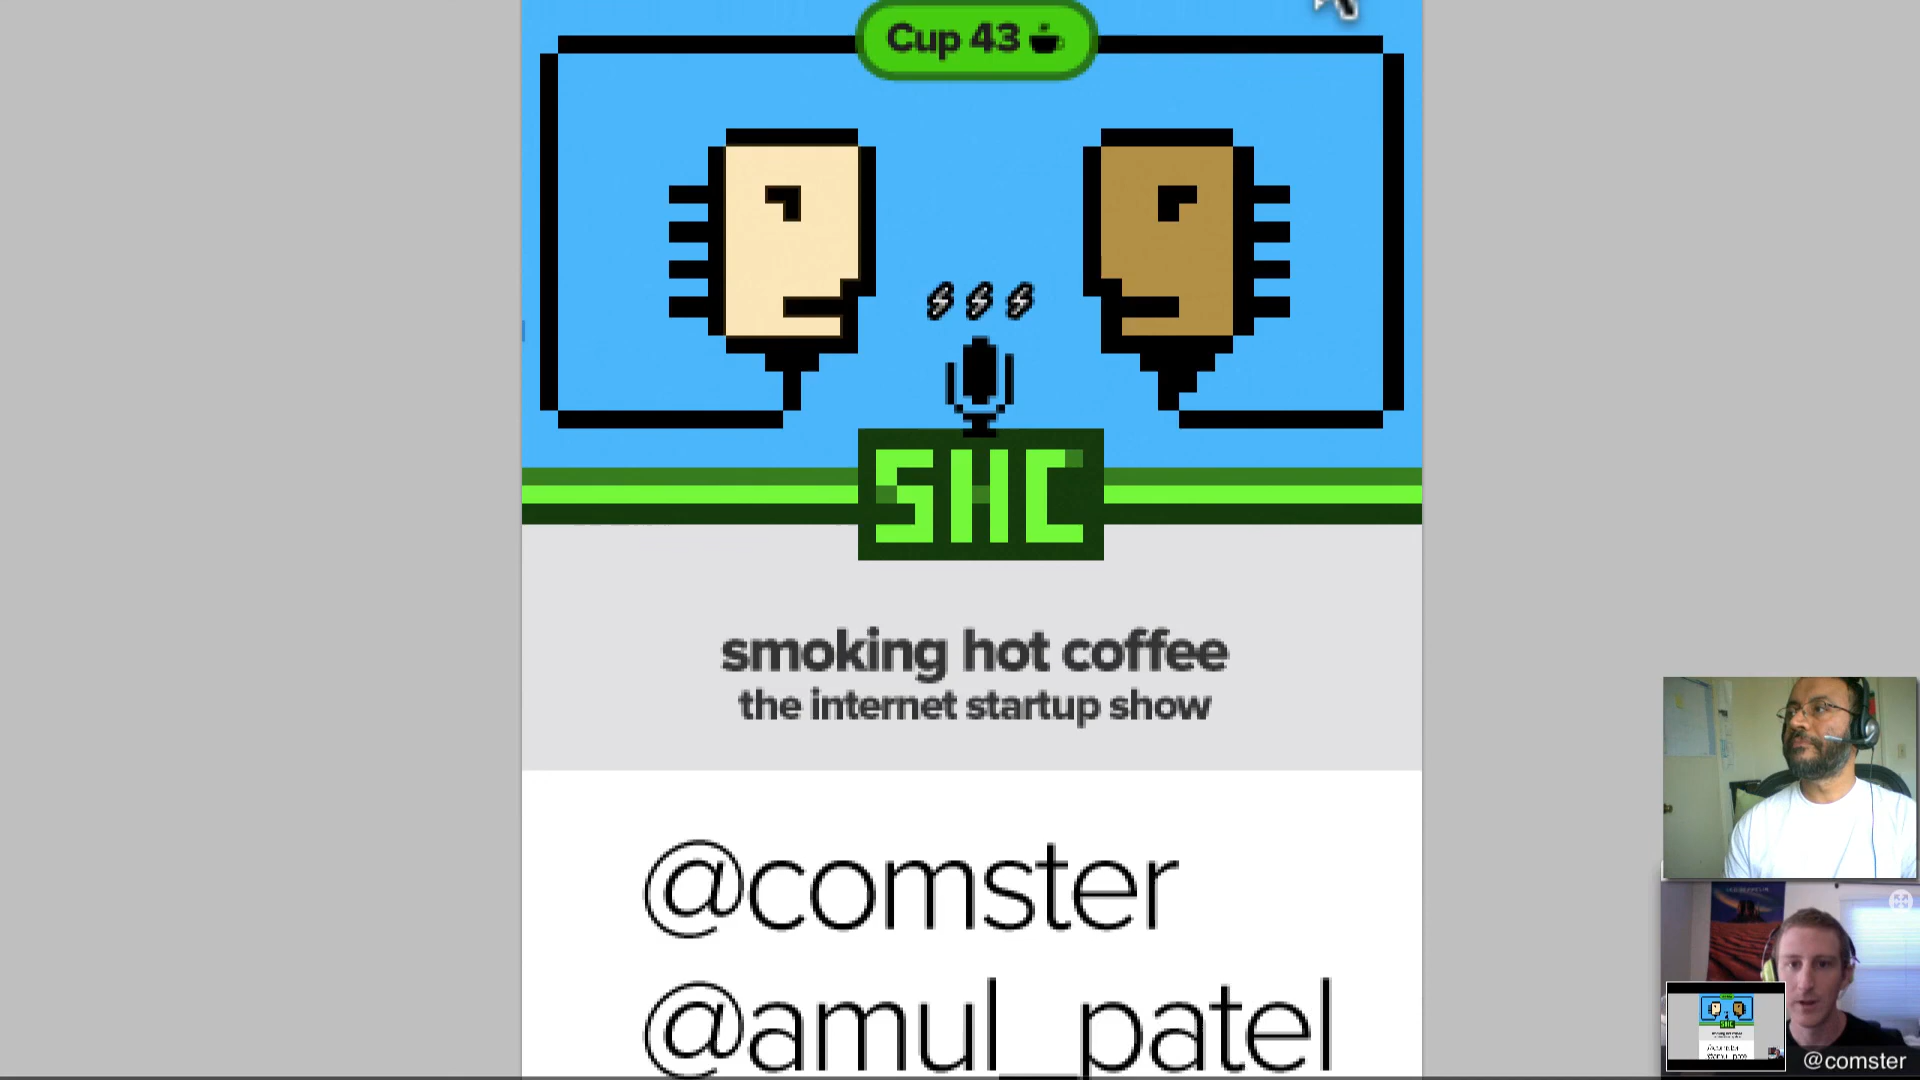 Cup 43
SHC
smoking hot coffee
the internet startup show
@comster
@amul_patel
@comster